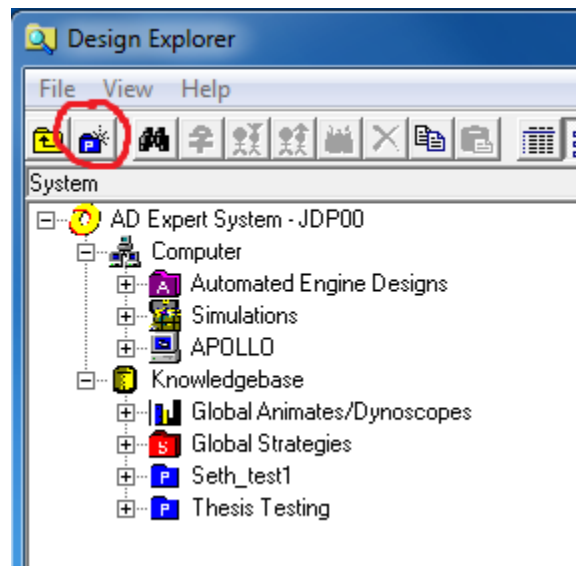 Design Explorer
File View Help
P
System
AD Expert System - JDP00
Computer
A Automated Engine Designs
Simulations
APOLLO
Knowledgebase
Global Animates/Dynoscopes
S Global Strategies
P Seth_test1
P Thesis Testing